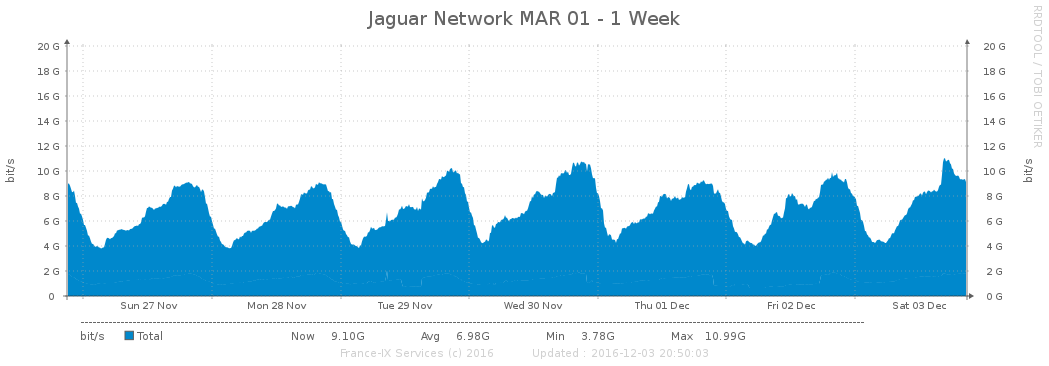 Jaguar Network MAR 01 - 1 Week
RRDTOOL / TOBI OETIKER
20 G 20 G
18 G 18 G
16 G 16 G
14 G 14 G
12 G 12 G
10 G 10 G
8 G 8 G
6 G 6 G
4 G 4 G
2 G 2 G
0 0 G
bit/s
bit/s
Sun 27 Nov Mon 28 Nov Tue 29 Nov Wed 30 Nov Thu 01 Dec Fri 02 Dec Sat 03 Dec
bit/s Total Now 9.10G Avg 6.98G Min 3.78G Max 10.99G
France-IX Services (c) 2016 Updated : 2016-12-03 20:50:03